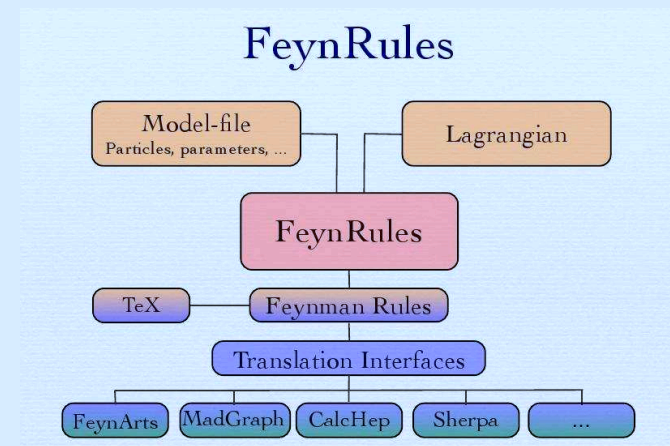 FeynRules
Model-file
Particles, parameters, ...
Lagrangian
FeynRules
TeX
Feynman Rules
Translation Interfaces
FeynArts
MadGraph
CalcHep
Sherpa
...